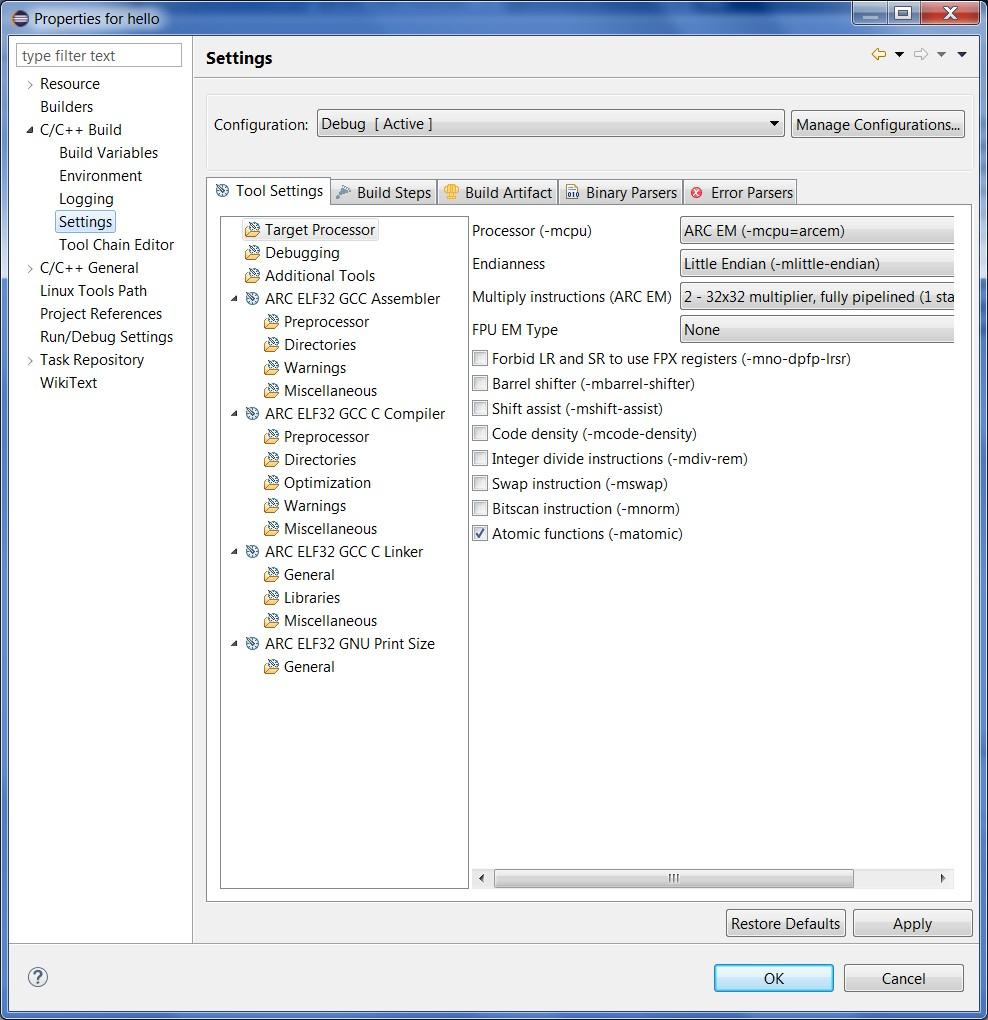 Properties for hello
type filter text
Resource
Builders
C/C++ Build
Build Variables
Environment
Logging
Settings
Tool Chain Editor
C/C++ General
Linux Tools Path
Project References
Run/Debug Settings
Task Repository
WikiText
Settings
Configuration: Debug [ Active ] Manage Configurations...
Tool Settings Build Steps Build Artifact Binary Parsers Error Parsers
Target Processor
Debugging
Additional Tools
ARC ELF32 GCC Assembler
Preprocessor
Directories
Warnings
Miscellaneous
ARC ELF32 GCC C Compiler
Preprocessor
Directories
Optimization
Warnings
Miscellaneous
ARC ELF32 GCC C Linker
General
Libraries
Miscellaneous
ARC ELF32 GNU Print Size
General
Processor (-mcpu) ARC EM (-mcpu=arcem)
Endianness Little Endian (-mlittle-endian)
Multiply instructions (ARC EM) 2 - 32x32 multiplier, fully pipelined (1 sta
FPU EM Type None
Forbid LR and SR to use FPX registers (-mno-dpfp-lrsr)
Barrel shifter (-mbarrel-shifter)
Shift assist (-mshift-assist)
Code density (-mcode-density)
Integer divide instructions (-mdiv-rem)
Swap instruction (-mswap)
Bitscan instruction (-mnorm)
Atomic functions (-matomic)
Restore Defaults Apply
? OK Cancel